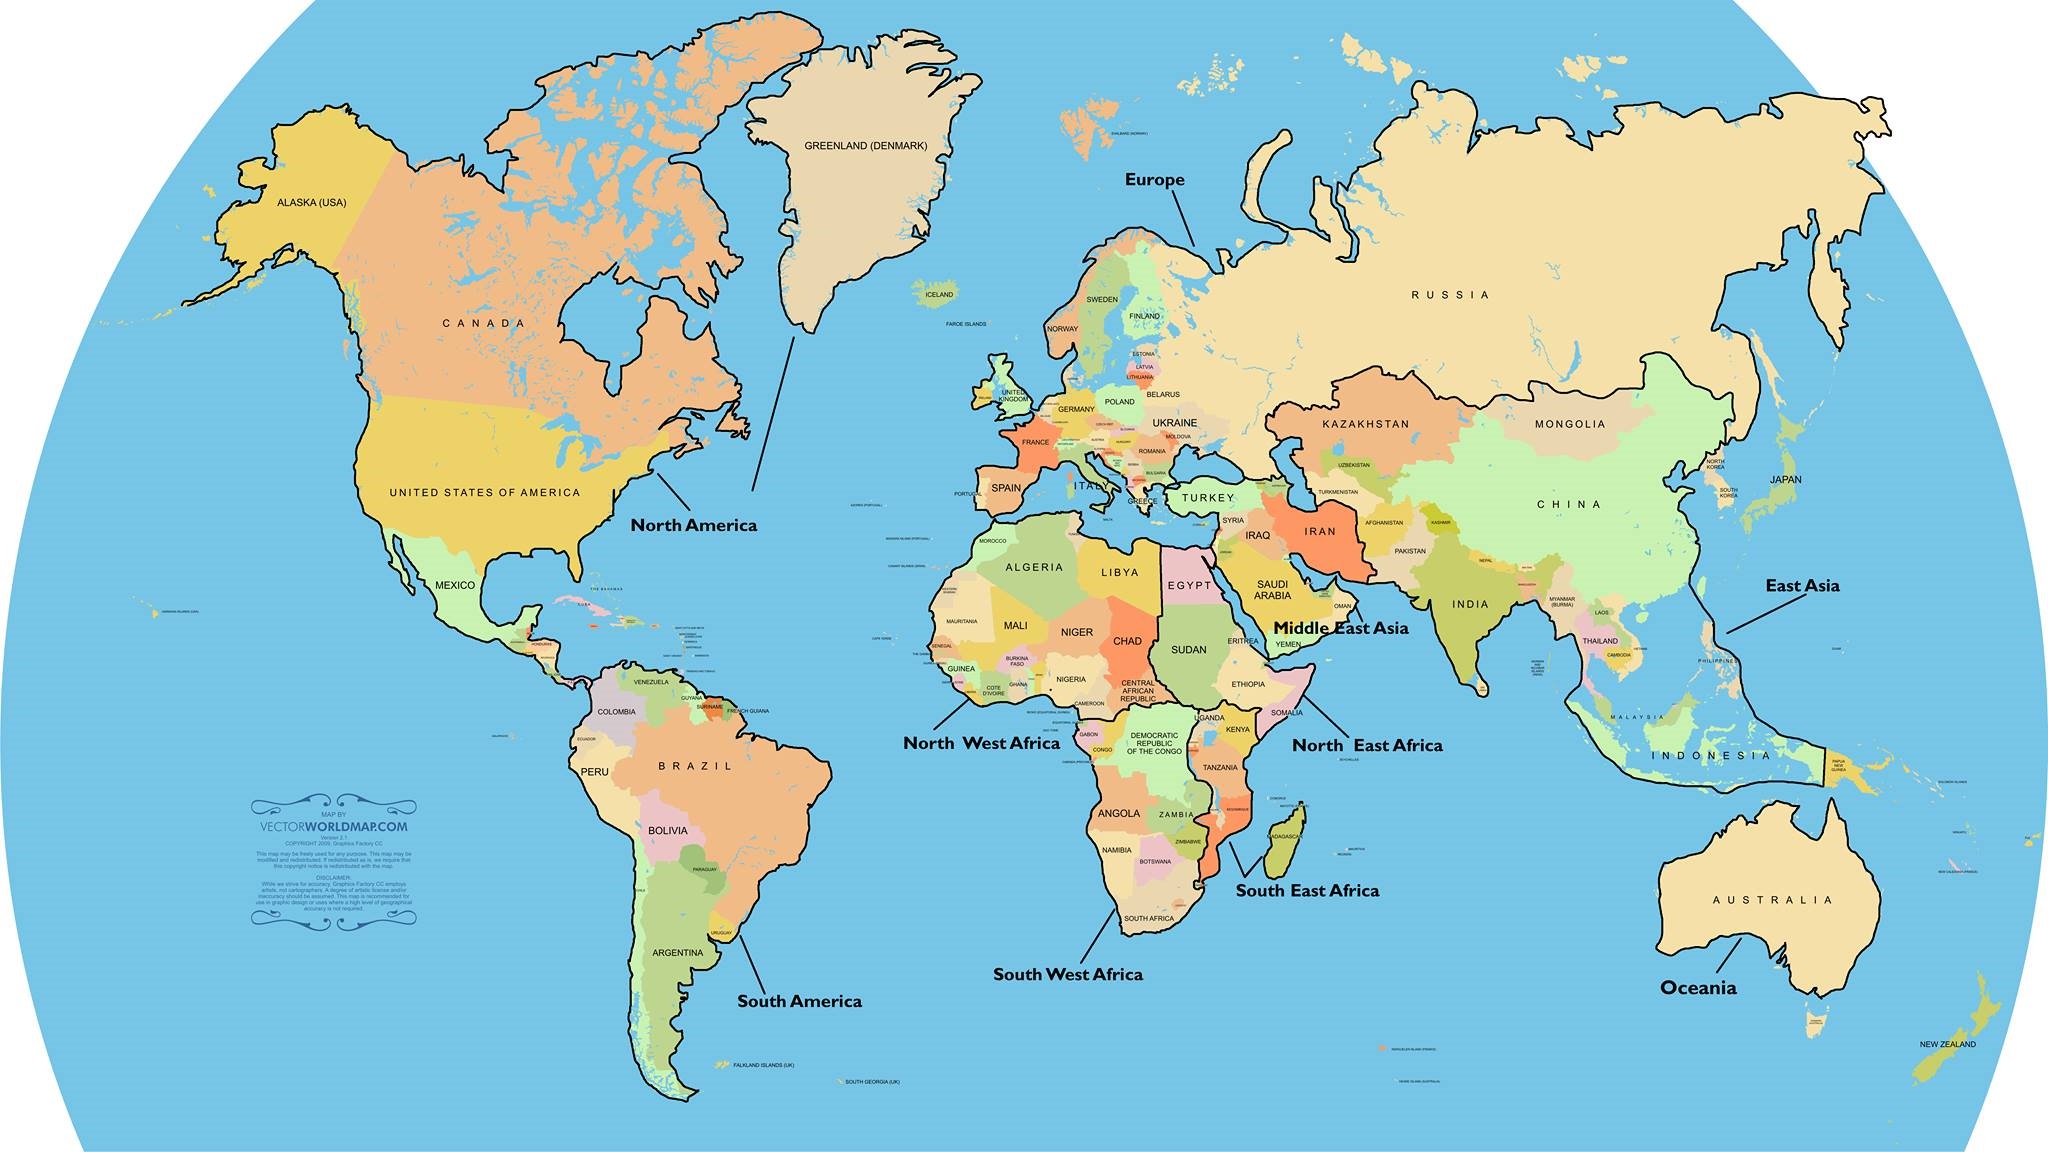 ALASKA (USA)
CANADA
GREENLAND (DENMARK)
UNITED STATES OF AMERICA
MEXICO
North America
THE BAHAMAS
CUBA
HONDURAS
VENEZUELA
GUYANA
SURINAME
FRENCH GUIANA
COLOMBIA
ECUADOR
PERU
BRAZIL
BOLIVIA
PARAGUAY
CHILE
URUGUAY
ARGENTINA
South America
FALKLAND ISLANDS (UK)
SOUTH GEORGIA (UK)
MAP BY
VECTORWORLDMAP.COM
Version 2.1
COPYRIGHT 2009, Graphics Factory CC
This map may be freely used for any purpose. This map may be
modified and redistributed. If redistributed as is, we require that
this copyright notice is redistributed with the map.
DISCLAIMER:
While we strive for accuracy, Graphics Factory CC employs
artists, not cartographers. A degree of artistic license and/or
inaccuracy should be assumed. This map is recommended for
use in graphic design or uses where a high level of geographical
accuracy is not required.
Europe
SVALBARD (NORWAY)
ICELAND
FAROE ISLANDS
NORWAY
SWEDEN
FINLAND
ESTONIA
LATVIA
LITHUANIA
BELARUS
POLAND
GERMANY
UNITED
KINGDOM
IRELAND
FRANCE
UKRAINE
MOLDOVA
ROMANIA
BULGARIA
AUSTRIA
HUNGARY
SERBIA
PORTUGAL
SPAIN
ITALY
GREECE
MALTA
TURKEY
RUSSIA
KAZAKHSTAN
MONGOLIA
UZBEKISTAN
TURKMENISTAN
AFGHANISTAN
KASHMIR
PAKISTAN
CHINA
NORTH
KOREA
SOUTH
KOREA
JAPAN
SYRIA
IRAQ
IRAN
JORDAN
SAUDI
ARABIA
OMAN
YEMEN
Middle East Asia
NEPAL
INDIA
MYANMAR
(BURMA)
LAOS
THAILAND
CAMBODIA
VIETNAM
PHILIPPINES
MALAYSIA
INDONESIA
PAPUA
NEW
GUINEA
East Asia
MOROCCO
ALGERIA
LIBYA
EGYPT
MAURITANIA
MALI
NIGER
CHAD
SUDAN
ERITREA
SENEGAL
GUINEA
BURKINA
FASO
COTE
D'IVOIRE
GHANA
NIGERIA
CAMEROON
CENTRAL
AFRICAN
REPUBLIC
ETHIOPIA
SOMALIA
North West Africa
North East Africa
GABON
CONGO
DEMOCRATIC
REPUBLIC
OF THE CONGO
UGANDA
KENYA
TANZANIA
ANGOLA
ZAMBIA
MOZAMBIQUE
ZIMBABWE
NAMIBIA
BOTSWANA
MADAGASCAR
SOUTH AFRICA
South East Africa
South West Africa
AUSTRALIA
Oceania
NEW ZEALAND